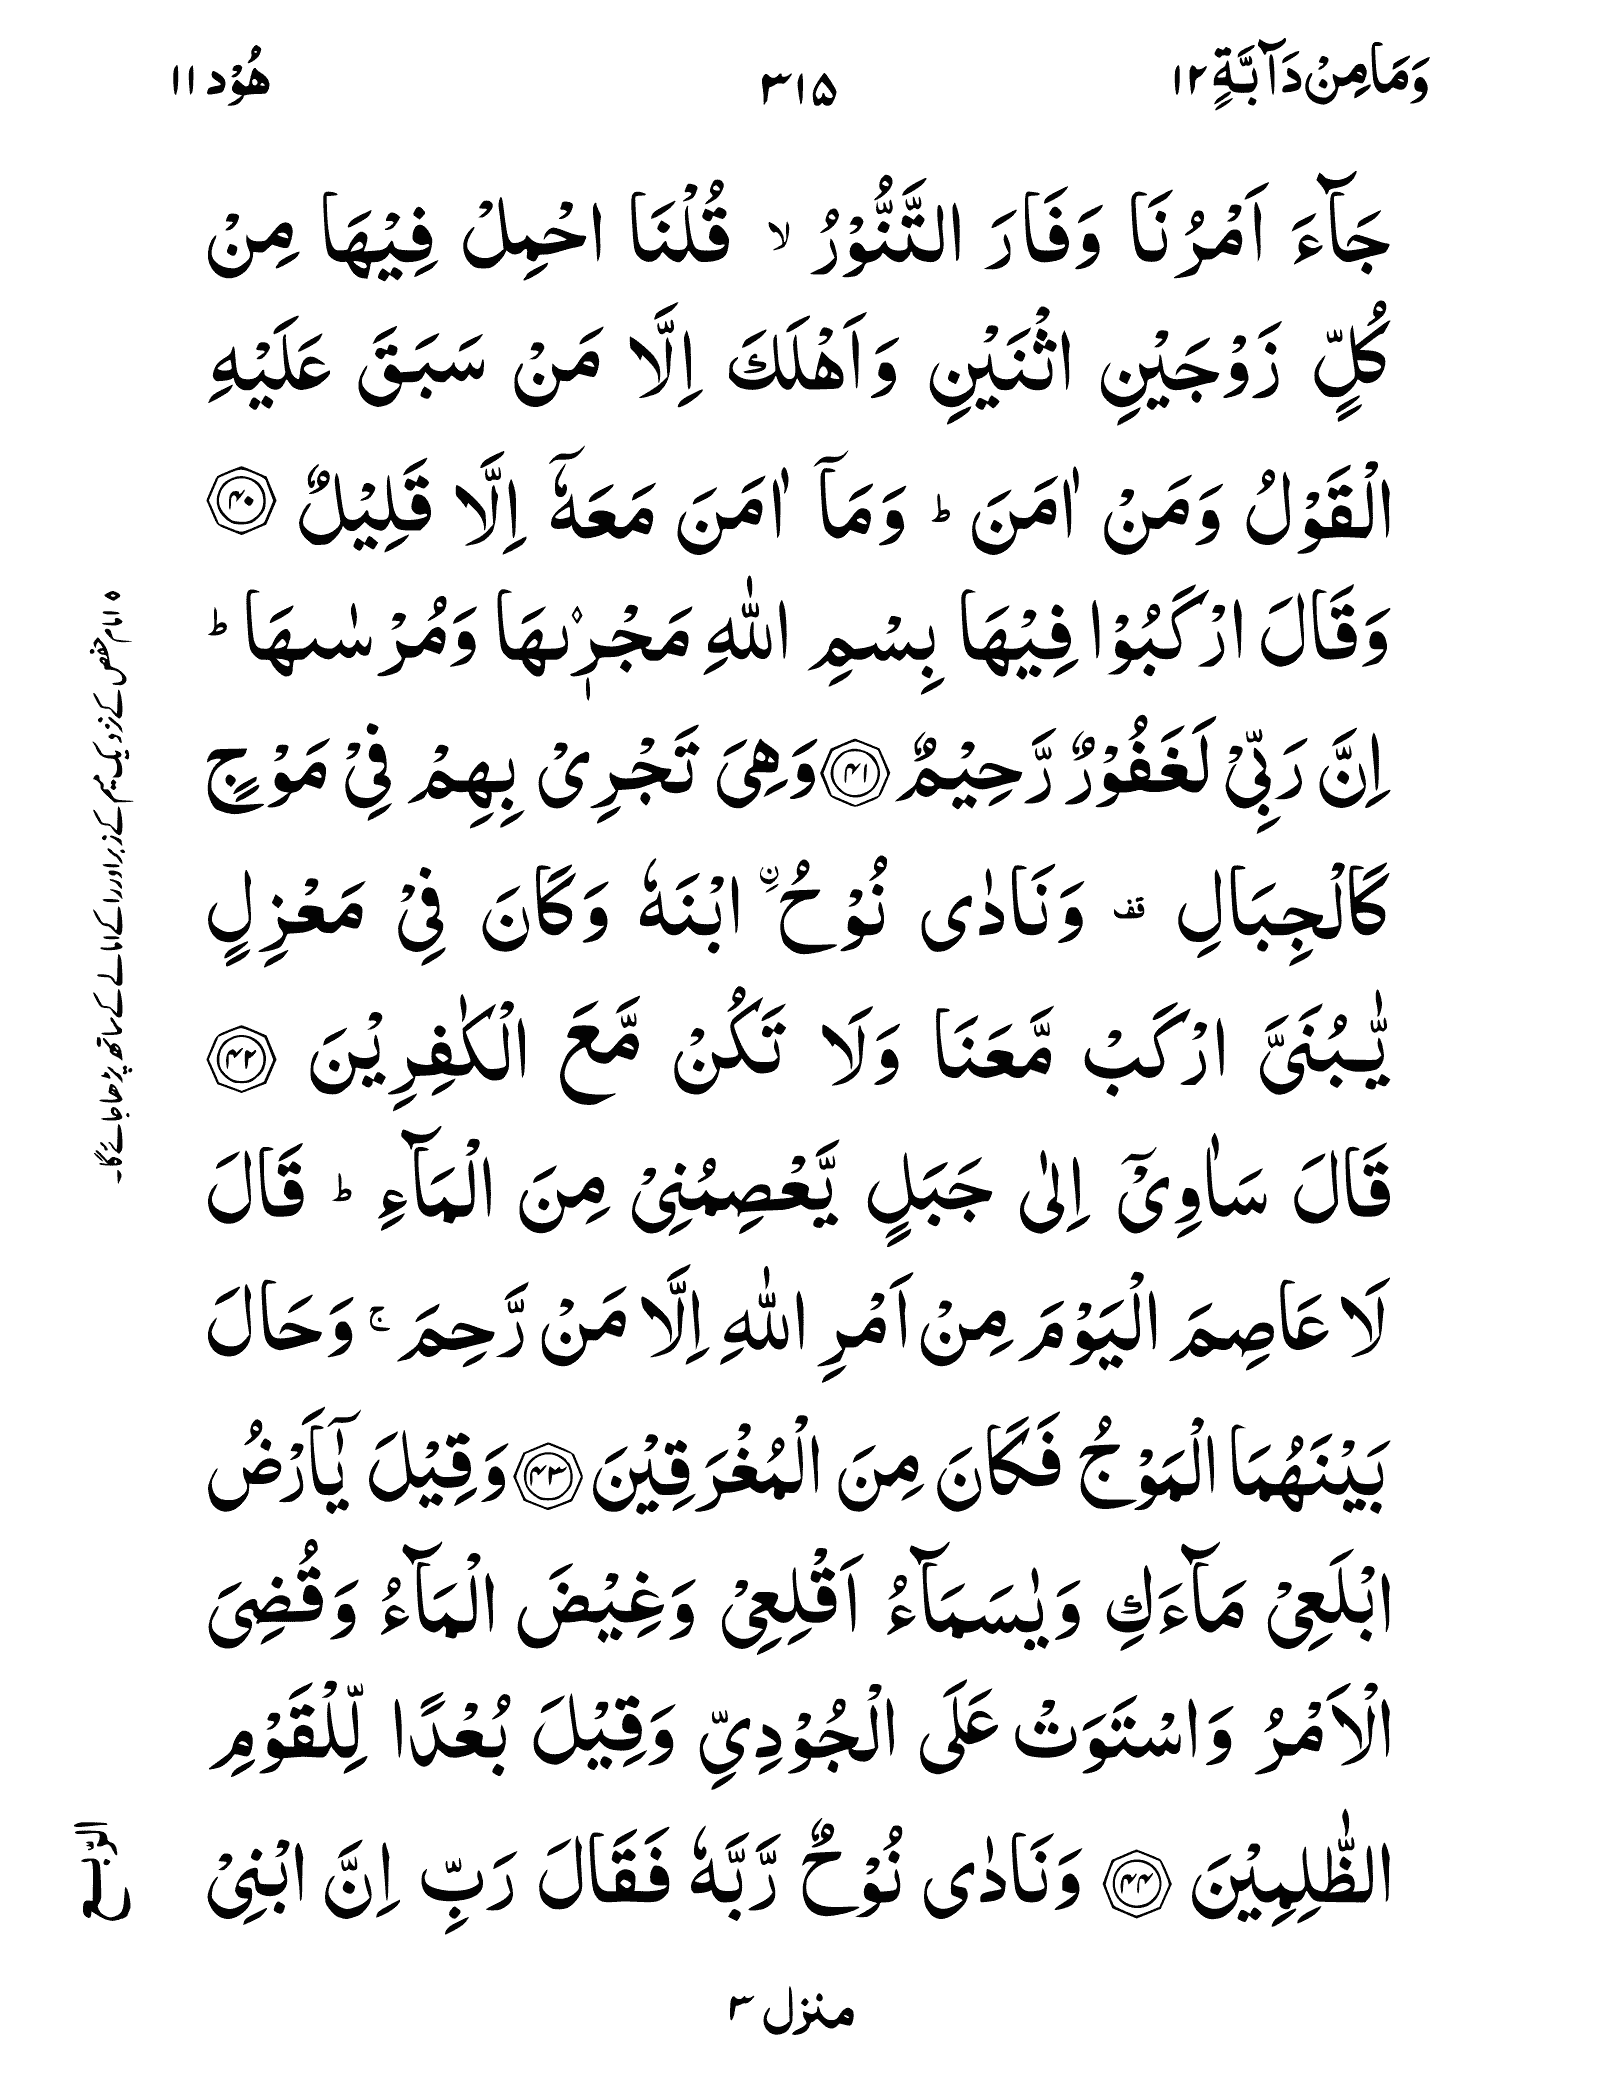 وَمَا مِنْ دَآبَّةٍ ۱۲
۳۱۵
هُوْد ۱۱
جَآءَ اَمْرُنَا وَفَارَ التَّنُّوْرُ ۙ قُلْنَا احْمِلْ فِيْهَا مِنْ
كُلٍّ زَوْجَيْنِ اثْنَيْنِ وَاَهْلَكَ اِلَّا مَنْ سَبَقَ عَلَيْهِ
الْقَوْلُ وَمَنْ اٰمَنَ ؕ وَمَآ اٰمَنَ مَعَهٗٓ اِلَّا قَلِيْلٌ ۴۰
وَقَالَ ارْكَبُوْا فِيْهَا بِسْمِ اللّٰهِ مَجْرٖ۫ىهَا وَمُرْسٰىهَا ؕ
اِنَّ رَبِّيْ لَغَفُوْرٌ رَّحِيْمٌ ۴۱ وَهِيَ تَجْرِيْ بِهِمْ فِيْ مَوْجٍ
كَالْجِبَالِ ۟ وَنَادٰى نُوْحُ ۨ ابْنَهٗ وَكَانَ فِيْ مَعْزِلٍ
يّٰبُنَيَّ ارْكَبْ مَّعَنَا وَلَا تَكُنْ مَّعَ الْكٰفِرِيْنَ ۴۲
قَالَ سَاٰوِيْٓ اِلٰى جَبَلٍ يَّعْصِمُنِيْ مِنَ الْمَآءِ ؕ قَالَ
لَا عَاصِمَ الْيَوْمَ مِنْ اَمْرِ اللّٰهِ اِلَّا مَنْ رَّحِمَ ۚ وَحَالَ
بَيْنَهُمَا الْمَوْجُ فَكَانَ مِنَ الْمُغْرَقِيْنَ ۴۳ وَقِيْلَ يٰٓاَرْضُ
ابْلَعِيْ مَآءَكِ وَيٰسَمَآءُ اَقْلِعِيْ وَغِيْضَ الْمَآءُ وَقُضِيَ
الْاَمْرُ وَاسْتَوَتْ عَلَى الْجُوْدِيِّ وَقِيْلَ بُعْدًا لِّلْقَوْمِ
الظّٰلِمِيْنَ ۴۴ وَنَادٰى نُوْحٌ رَّبَّهٗ فَقَالَ رَبِّ اِنَّ ابْنِيْ
۵ امام حفص کے نزدیک میم کے زبر اور را کے امالے کے ساتھ پڑھا جائے گا۔
الرّبع
منزل ۳